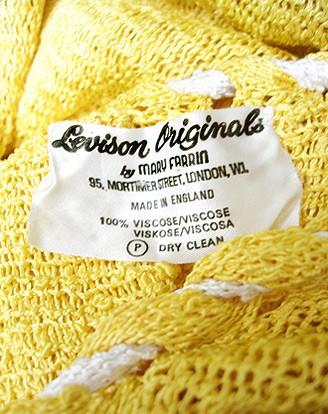 Levison Originals
by MARY FARRIN
95, MORTIMER STREET, LONDON, W.1.
MADE IN ENGLAND
100% VISCOSE/VISCOSE
VISKOSE/VISCOSA
P DRY CLEAN